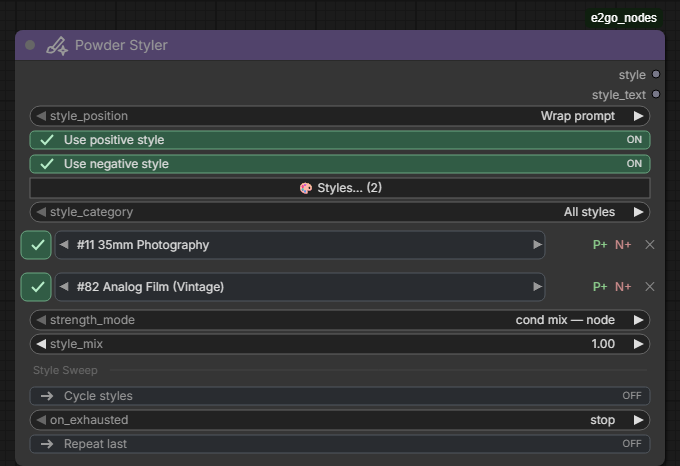 e2go_nodes
Powder Styler
style
style_text
style_position Wrap prompt
Use positive style ON
Use negative style ON
Styles... (2)
style_category All styles
#11 35mm Photography P+ N+
#82 Analog Film (Vintage) P+ N+
strength_mode cond mix — node
style_mix 1.00
Style Sweep
Cycle styles OFF
on_exhausted stop
Repeat last OFF